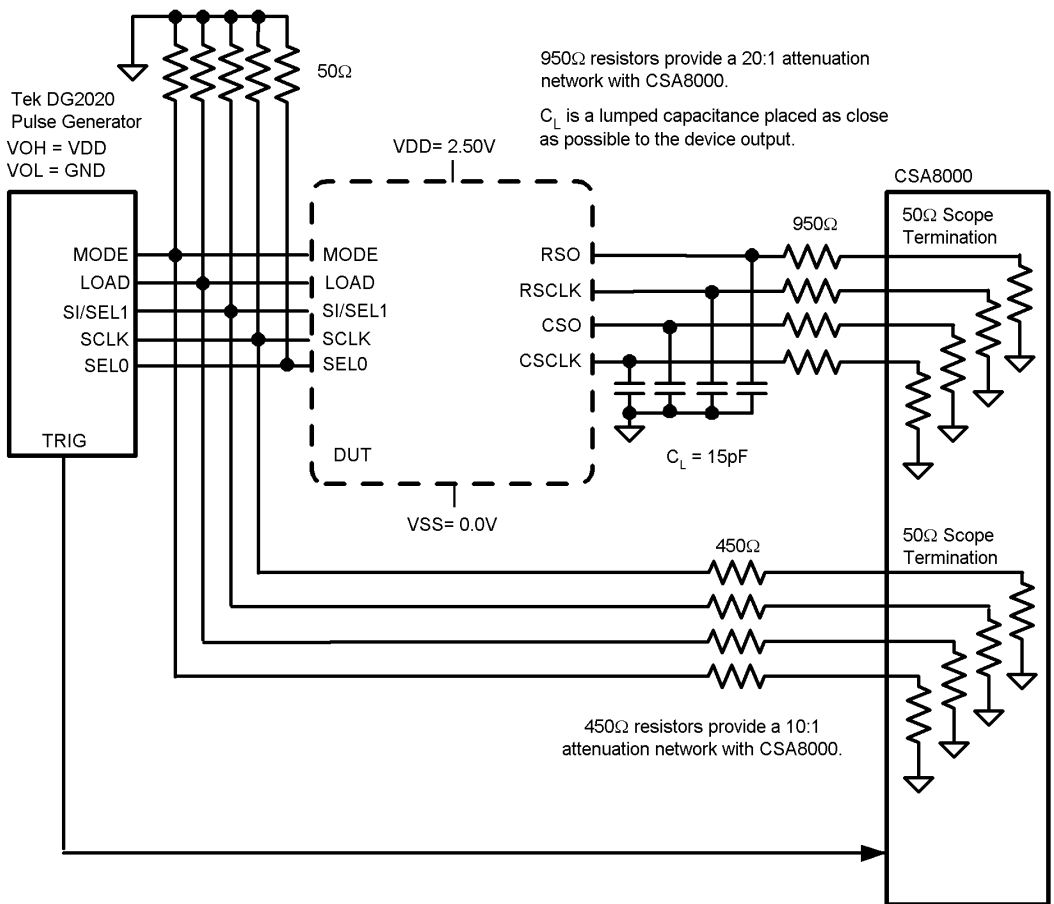 50Ω
950Ω resistors provide a 20:1 attenuation
network with CSA8000.
C_L is a lumped capacitance placed as close
as possible to the device output.
Tek DG2020
Pulse Generator
VOH = VDD
VOL = GND
VDD= 2.50V
CSA8000
50Ω Scope
Termination
950Ω
MODE
LOAD
SI/SEL1
SCLK
SEL0
TRIG
MODE
LOAD
SI/SEL1
SCLK
SEL0
DUT
RSO
RSCLK
CSO
CSCLK
C_L = 15pF
VSS= 0.0V
50Ω Scope
Termination
450Ω
450Ω resistors provide a 10:1
attenuation network with CSA8000.